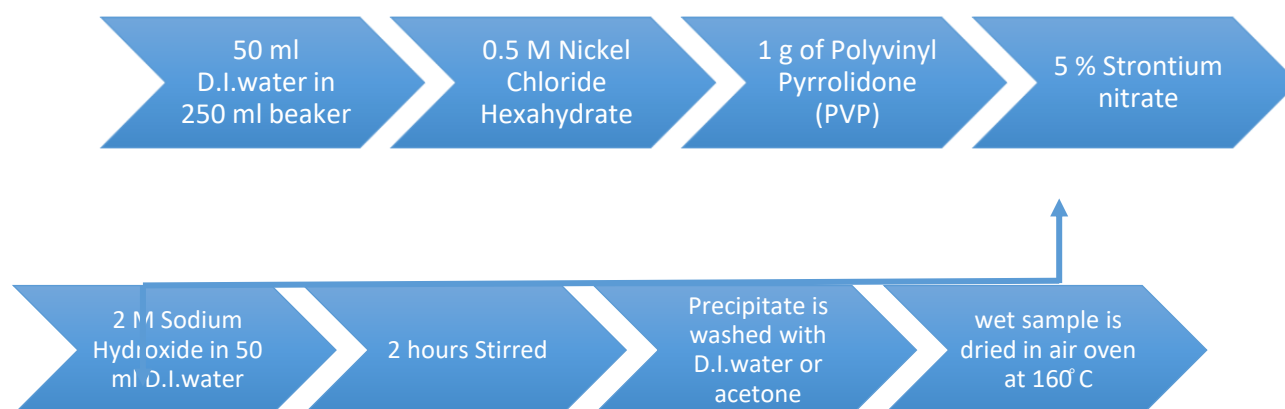 50 ml
D.I.water in
250 ml beaker
0.5 M Nickel
Chloride
Hexahydrate
1 g of Polyvinyl
Pyrrolidone
(PVP)
5 % Strontium
nitrate
2 M Sodium
Hydroxide in 50
ml D.I.water
2 hours Stirred
Precipitate is
washed with
D.I.water or
acetone
wet sample is
dried in air oven
at 160° C